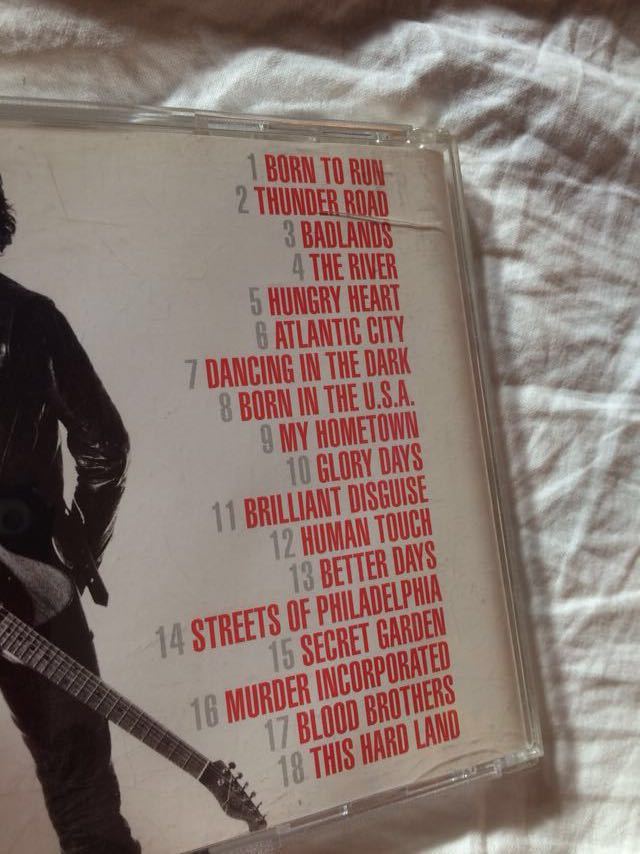 1 BORN TO RUN
2 THUNDER ROAD
3 BADLANDS
4 THE RIVER
5 HUNGRY HEART
6 ATLANTIC CITY
7 DANCING IN THE DARK
8 BORN IN THE U.S.A.
9 MY HOMETOWN
10 GLORY DAYS
11 BRILLIANT DISGUISE
12 HUMAN TOUCH
13 BETTER DAYS
14 STREETS OF PHILADELPHIA
15 SECRET GARDEN
16 MURDER INCORPORATED
17 BLOOD BROTHERS
18 THIS HARD LAND